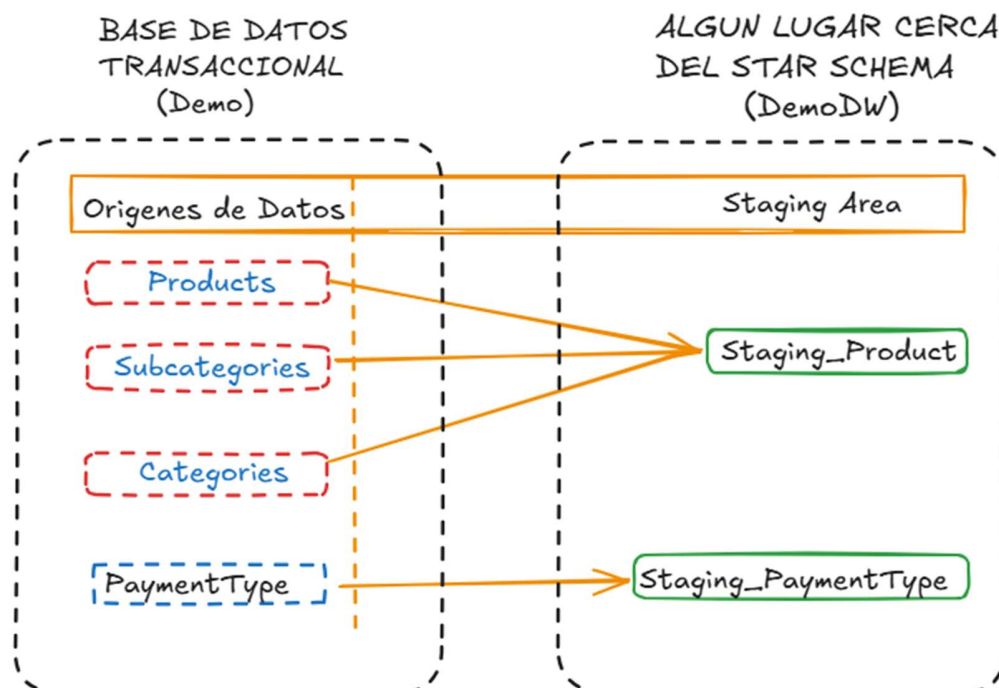 BASE DE DATOS
TRANSACCIONAL
(Demo)
ALGUN LUGAR CERCA
DEL STAR SCHEMA
(DemoDW)
Origenes de Datos
Staging Area
Products
Subcategories
Staging_Product
Categories
PaymentType
Staging_PaymentType